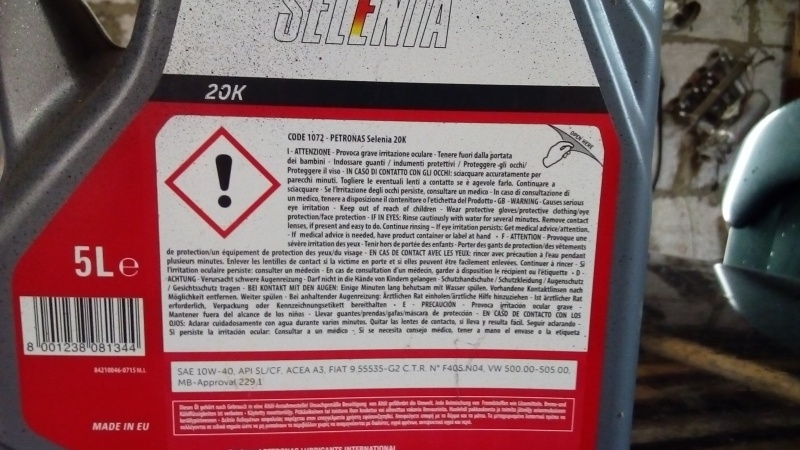 SELENIA
20K
CODE 1072 - PETRONAS Selenia 20K
OPEN HERE
I - ATTENZIONE - Provoca grave irritazione oculare - Tenere fuori dalla portata
dei bambini - Indossare guanti / indumenti protettivi / Proteggere gli occhi/
Proteggere il viso - IN CASO DI CONTATTO CON GLI OCCHI: sciacquare accuratamente per
parecchi minuti. Togliere le eventuali lenti a contatto se è agevole farlo. Continuare a
sciacquare - Se l'irritazione degli occhi persiste, consultare un medico - In caso di consultazione di
un medico, tenere a disposizione il contenitore o l'etichetta del Prodotto - GB - WARNING - Causes serious
eye irritation - Keep out of reach of children - Wear protective gloves/protective clothing/eye
protection/face protection - IF IN EYES: Rinse cautiously with water for several minutes. Remove contact
lenses, if present and easy to do. Continue rinsing - If eye irritation persists: Get medical advice/attention.
- If medical advice is needed, have product container or label at hand - F - ATTENTION - Provoque une
sévère irritation des yeux - Tenir hors de portée des enfants - Porter des gants de protection/des vêtements
de protection/un équipement de protection des yeux/du visage - EN CAS DE CONTACT AVEC LES YEUX: rincer avec précaution à l'eau pendant
plusieurs minutes. Enlever les lentilles de contact si la victime en porte et si elles peuvent être facilement enlevées. Continuer à rincer - Si
l'irritation oculaire persiste: consulter un médecin - En cas de consultation d'un médecin, garder à disposition le récipient ou l'étiquette - D -
ACHTUNG - Verursacht schwere Augenreizung - Darf nicht in die Hände von Kindern gelangen - Schutzhandschuhe / Schutzkleidung / Augenschutz
/ Gesichtsschutz tragen - BEI KONTAKT MIT DEN AUGEN: Einige Minuten lang behutsam mit Wasser spülen. Vorhandene Kontaktlinsen nach
Möglichkeit entfernen. Weiter spülen - Bei anhaltender Augenreizung: Ärztlichen Rat einholen/ärztliche Hilfe hinzuziehen - Ist ärztlicher Rat
erforderlich, Verpackung oder Kennzeichnungsetikett bereithalten - E - PRECAUCIÓN - Provoca irritación ocular grave -
Mantener fuera del alcance de los niños - Llevar guantes/prendas/gafas/máscara de protección - EN CASO DE CONTACTO CON LOS
OJOS: Aclarar cuidadosamente con agua durante varios minutos. Quitar las lentes de contacto, si lleva y resulta fácil. Seguir aclarando -
Si persiste la irritación ocular: Consultar a un médico - Si se necesita consejo médico, tener a mano el envase o la etiqueta
5L e
8 001238 081344
84210046-0715 M.I.
SAE 10W-40, API SL/CF, ACEA A3, FIAT 9.55535-G2 C.T.R. N° F405.N04, VW 500.00-505.00,
MB-Approval 229.1
MADE IN EU
PETRONAS LUBRICANTS INTERNATIONAL